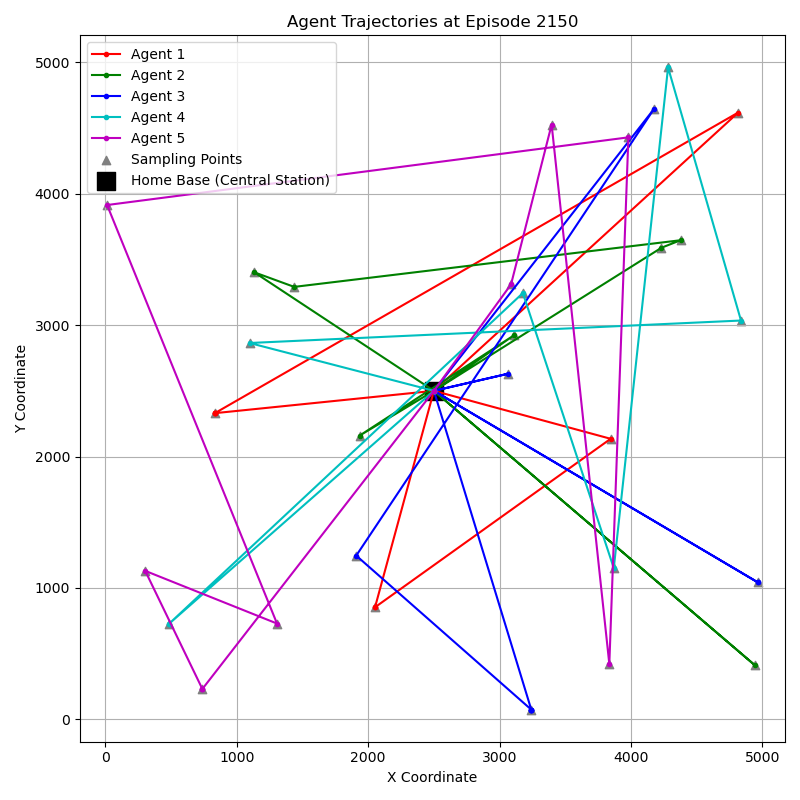 Agent Trajectories at Episode 2150
Agent 1
Agent 2
Agent 3
Agent 4
Agent 5
Sampling Points
Home Base (Central Station)
5000
4000
3000
2000
1000
0
Y Coordinate
0 1000 2000 3000 4000 5000
X Coordinate